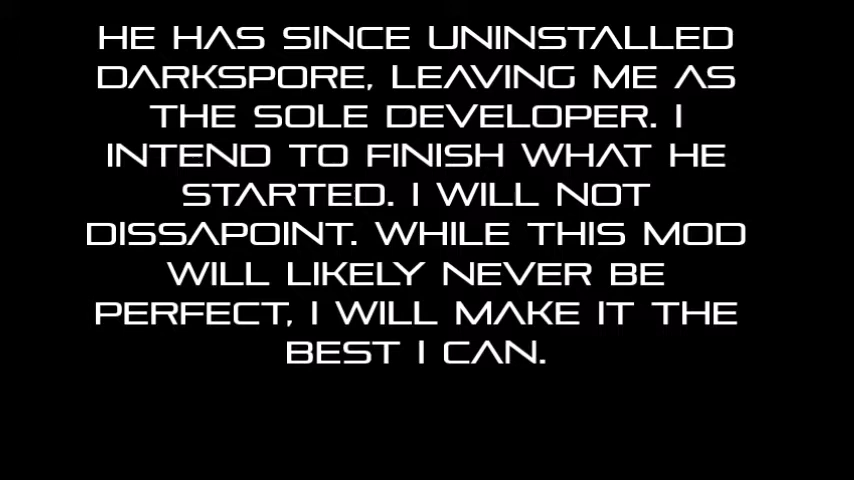 HE HAS SINCE UNINSTALLED
DARKSPORE, LEAVING ME AS
THE SOLE DEVELOPER. I
INTEND TO FINISH WHAT HE
STARTED. I WILL NOT
DISSAPOINT. WHILE THIS MOD
WILL LIKELY NEVER BE
PERFECT, I WILL MAKE IT THE
BEST I CAN.